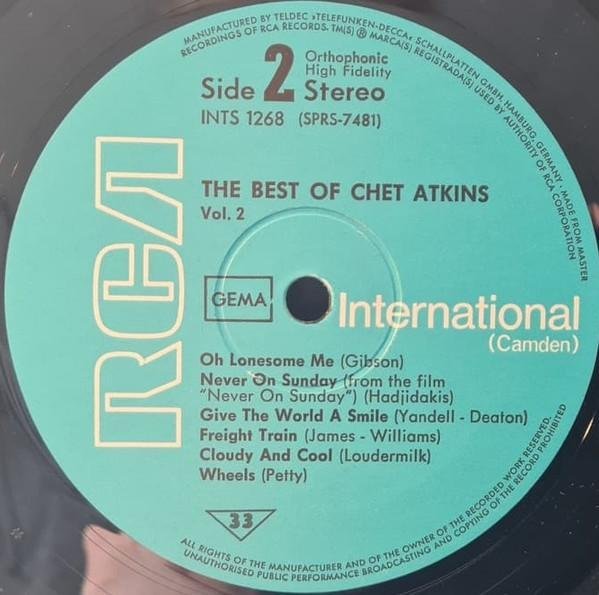 MANUFACTURED BY TELDEC »TELEFUNKEN-DECCA« SCHALLPLATTEN GMBH, HAMBURG, GERMANY · MADE FROM MASTER
RECORDINGS OF RCA RECORDS. TM(S) ® MARCA(S) REGISTRADA(S) USED BY AUTHORITY OF RCA CORPORATION
Side 2 Orthophonic
High Fidelity
Stereo
INTS 1268 (SPRS-7481)
RCA
THE BEST OF CHET ATKINS
Vol. 2
GEMA
International
(Camden)
Oh Lonesome Me (Gibson)
Never On Sunday (from the film
"Never On Sunday") (Hadjidakis)
Give The World A Smile (Yandell - Deaton)
Freight Train (James - Williams)
Cloudy And Cool (Loudermilk)
Wheels (Petty)
33
ALL RIGHTS OF THE MANUFACTURER AND OF THE OWNER OF THE RECORDED WORK RESERVED.
UNAUTHORISED PUBLIC PERFORMANCE BROADCASTING AND COPYING OF THE RECORD PROHIBITED